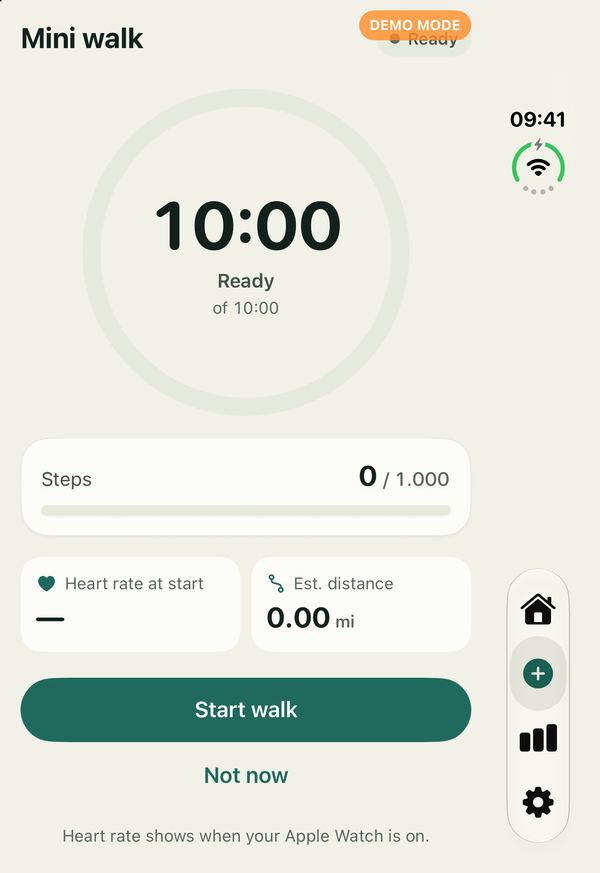 DEMO MODE
Mini walk
Ready
09:41
10:00
Ready
of 10:00
Steps
0 / 1.000
Heart rate at start
—
Est. distance
0.00 mi
Start walk
Not now
Heart rate shows when your Apple Watch is on.